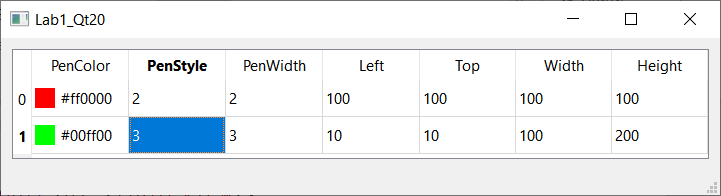 Lab1_Qt20
PenColor PenStyle PenWidth Left Top Width Height
0 #ff0000 2 2 100 100 100 100
1 #00ff00 3 3 10 10 100 200